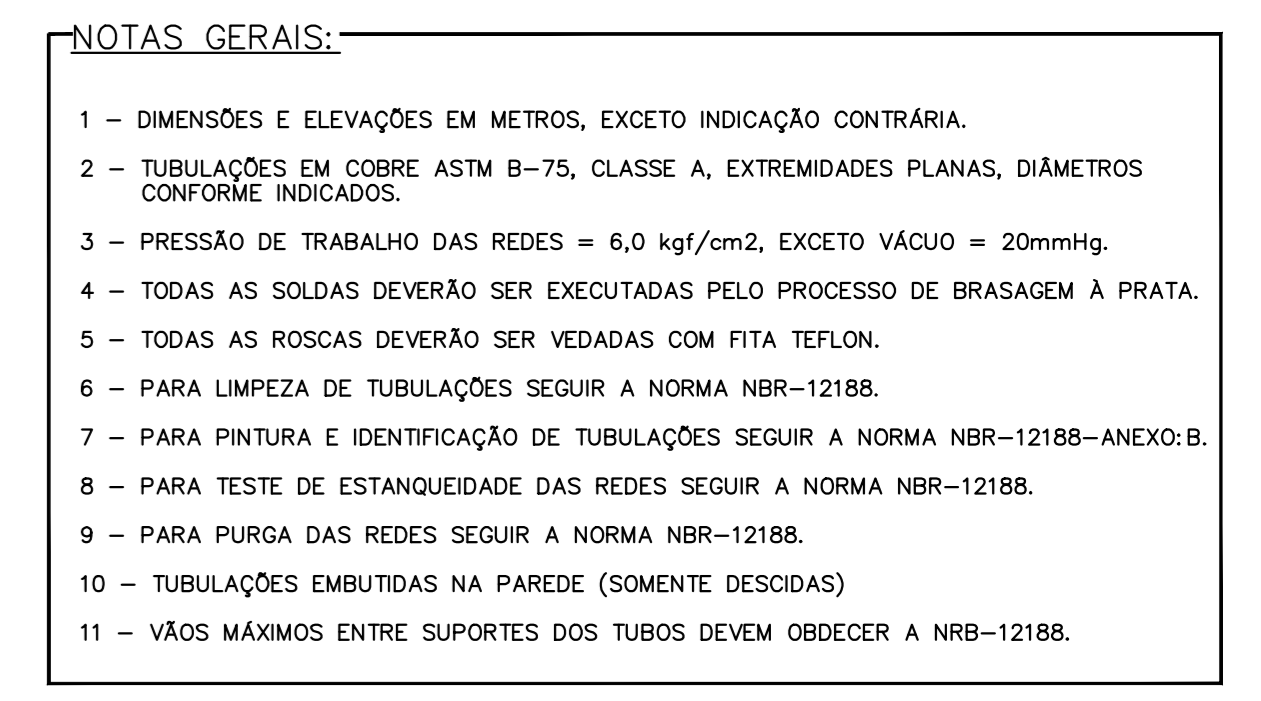 NOTAS GERAIS:
1 – DIMENSÕES E ELEVAÇÕES EM METROS, EXCETO INDICAÇÃO CONTRÁRIA.
2 – TUBULAÇÕES EM COBRE ASTM B–75, CLASSE A, EXTREMIDADES PLANAS, DIÂMETROS
CONFORME INDICADOS.
3 – PRESSÃO DE TRABALHO DAS REDES = 6,0 kgf/cm2, EXCETO VÁCUO = 20mmHg.
4 – TODAS AS SOLDAS DEVERÃO SER EXECUTADAS PELO PROCESSO DE BRASAGEM À PRATA.
5 – TODAS AS ROSCAS DEVERÃO SER VEDADAS COM FITA TEFLON.
6 – PARA LIMPEZA DE TUBULAÇÕES SEGUIR A NORMA NBR–12188.
7 – PARA PINTURA E IDENTIFICAÇÃO DE TUBULAÇÕES SEGUIR A NORMA NBR–12188–ANEXO:B.
8 – PARA TESTE DE ESTANQUEIDADE DAS REDES SEGUIR A NORMA NBR–12188.
9 – PARA PURGA DAS REDES SEGUIR A NORMA NBR–12188.
10 – TUBULAÇÕES EMBUTIDAS NA PAREDE (SOMENTE DESCIDAS)
11 – VÃOS MÁXIMOS ENTRE SUPORTES DOS TUBOS DEVEM OBDECER A NRB–12188.